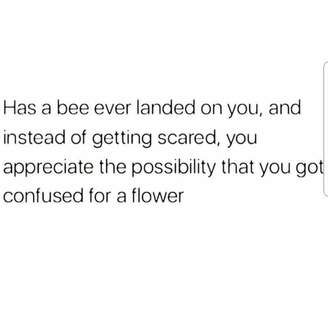 Has a bee ever landed on you, and
instead of getting scared, you
appreciate the possibility that you got
confused for a flower